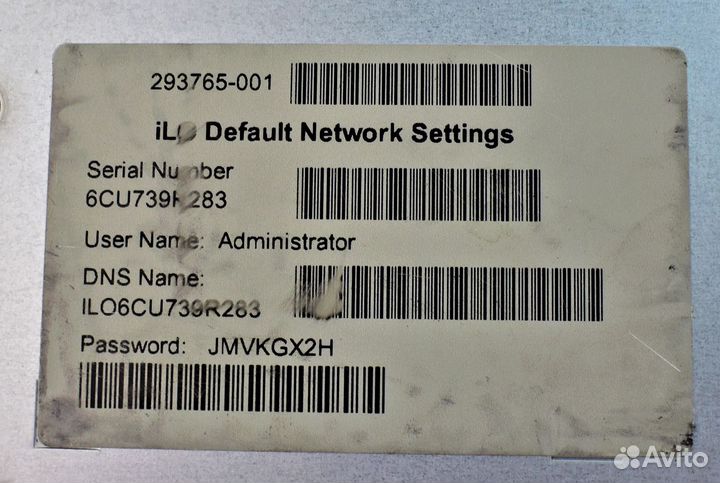 293765-001
iLO Default Network Settings
Serial Number
6CU739R283
User Name: Administrator
DNS Name:
ILO6CU739R283
Password: JMVKGX2H
Avito